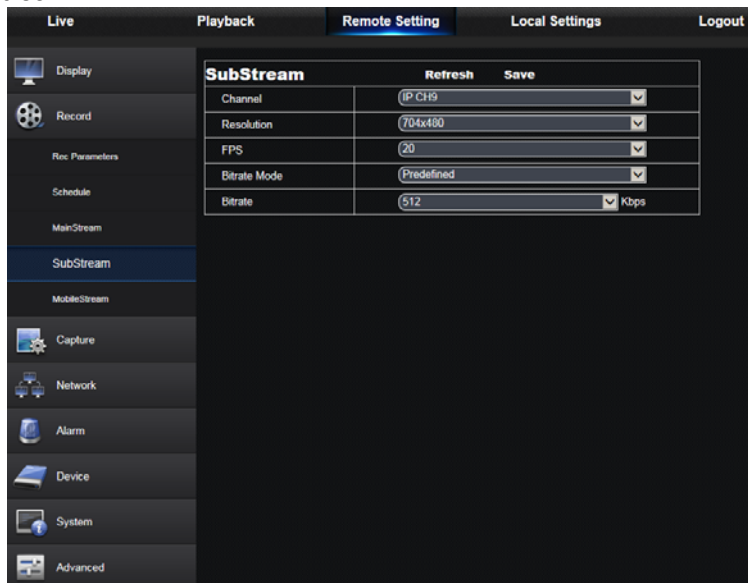 Live Playback Remote Setting Local Settings Logout
Display
Record
Rec Parameters
Schedule
MainStream
SubStream
MobileStream
Capture
Network
Alarm
Device
System
Advanced
SubStream Refresh Save
Channel IP CH9
Resolution 704x480
FPS 20
Bitrate Mode Predefined
Bitrate 512 Kbps